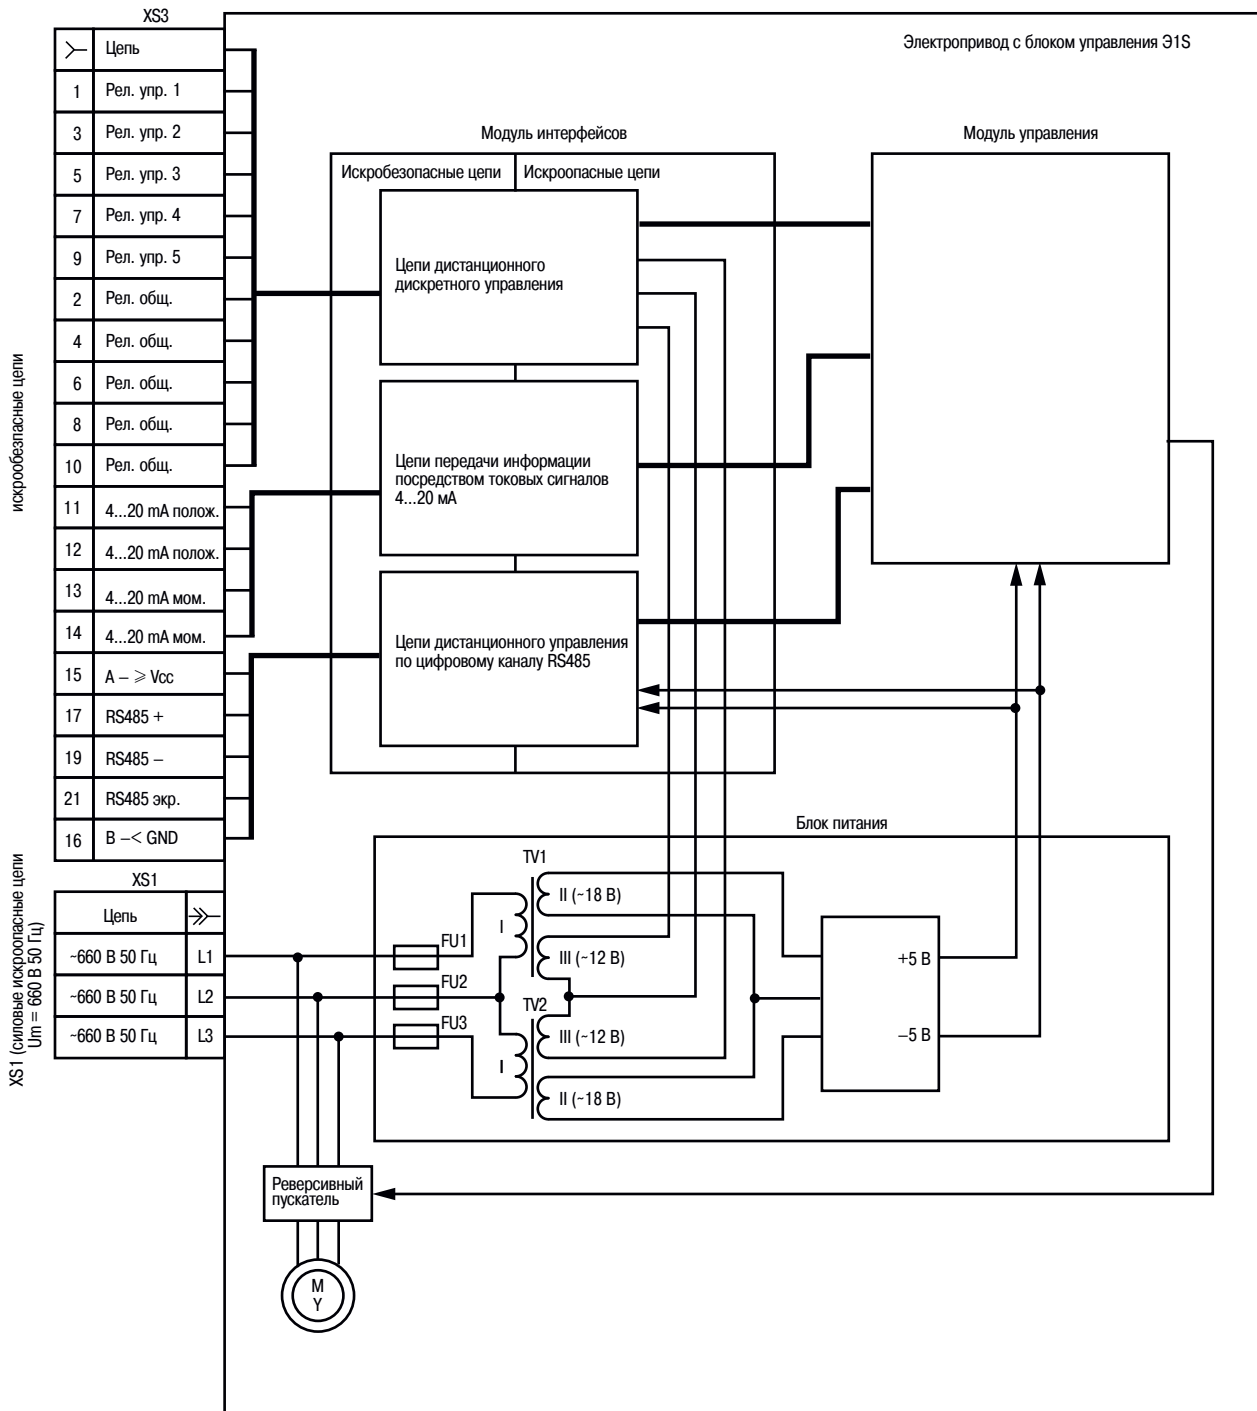 XS3
Цепь
1 Рел. упр. 1
3 Рел. упр. 2
5 Рел. упр. 3
7 Рел. упр. 4
9 Рел. упр. 5
2 Рел. общ.
4 Рел. общ.
6 Рел. общ.
8 Рел. общ.
10 Рел. общ.
11 4...20 mA полож.
12 4...20 mA полож.
13 4...20 mA мом.
14 4...20 mA мом.
15 A – ⩾ Vcc
17 RS485 +
19 RS485 –
21 RS485 экр.
16 B –< GND
искрообезпасные цепи
XS1
Цепь
~660 В 50 Гц L1
~660 В 50 Гц L2
~660 В 50 Гц L3
XS1 (силовые искроопасные цепи
Um = 660 В 50 Гц)
Электропривод с блоком управления Э1S
Модуль интерфейсов
Искробезопасные цепи
Искроопасные цепи
Цепи дистанционного
дискретного управления
Цепи передачи информации
посредством токовых сигналов
4...20 мА
Цепи дистанционного управления
по цифровому каналу RS485
Модуль управления
Блок питания
TV1
II (~18 В)
I
III (~12 В)
FU1
FU2
FU3
TV2
III (~12 В)
I
II (~18 В)
+5 В
–5 В
Реверсивный
пускатель
M
Y